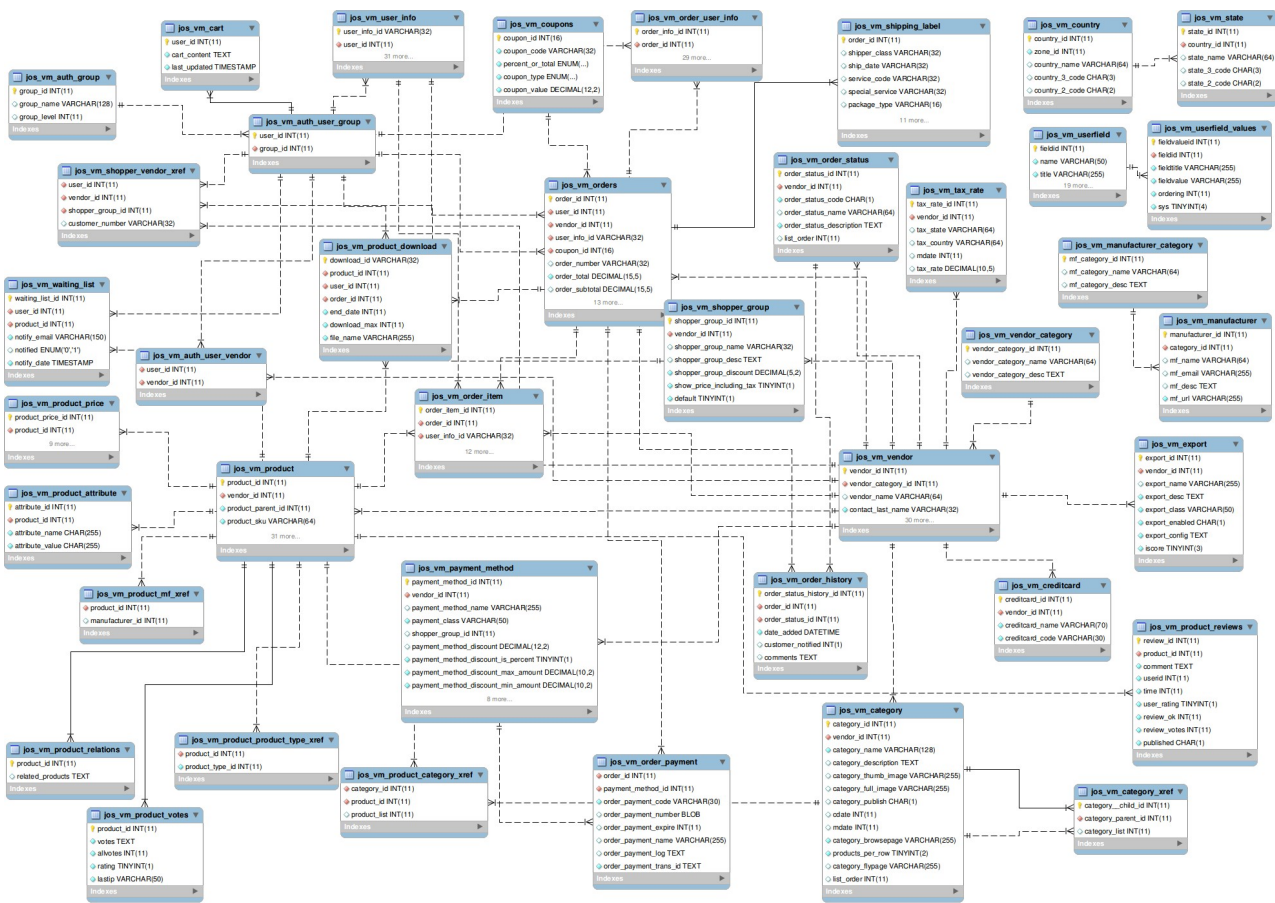 jos_vm_cart
user_id INT(11)
cart_content TEXT
last_updated TIMESTAMP
Indexes
jos_vm_user_info
user_info_id VARCHAR(32)
user_id INT(11)
31 more...
Indexes
jos_vm_coupons
coupon_id INT(16)
coupon_code VARCHAR(32)
percent_or_total ENUM(...)
coupon_type ENUM(...)
coupon_value DECIMAL(12,2)
Indexes
jos_vm_order_user_info
order_info_id INT(11)
order_id INT(11)
29 more...
Indexes
jos_vm_shipping_label
order_id INT(11)
shipper_class VARCHAR(32)
ship_date VARCHAR(32)
service_code VARCHAR(32)
special_service VARCHAR(32)
package_type VARCHAR(16)
11 more...
Indexes
jos_vm_country
country_id INT(11)
zone_id INT(11)
country_name VARCHAR(64)
country_3_code CHAR(3)
country_2_code CHAR(2)
Indexes
jos_vm_state
state_id INT(11)
country_id INT(11)
state_name VARCHAR(64)
state_3_code CHAR(3)
state_2_code CHAR(2)
Indexes
jos_vm_auth_group
group_id INT(11)
group_name VARCHAR(128)
group_level INT(11)
Indexes
jos_vm_auth_user_group
user_id INT(11)
group_id INT(11)
Indexes
jos_vm_userfield
fieldid INT(11)
name VARCHAR(50)
title VARCHAR(255)
19 more...
Indexes
jos_vm_userfield_values
fieldvalueid INT(11)
fieldid INT(11)
fieldtitle VARCHAR(255)
fieldvalue VARCHAR(255)
ordering INT(11)
sys TINYINT(4)
Indexes
jos_vm_shopper_vendor_xref
user_id INT(11)
vendor_id INT(11)
shopper_group_id INT(11)
customer_number VARCHAR(32)
Indexes
jos_vm_orders
order_id INT(11)
user_id INT(11)
vendor_id INT(11)
user_info_id VARCHAR(32)
coupon_id INT(16)
order_number VARCHAR(32)
order_total DECIMAL(15,5)
order_subtotal DECIMAL(15,5)
13 more...
Indexes
jos_vm_order_status
order_status_id INT(11)
vendor_id INT(11)
order_status_code CHAR(1)
order_status_name VARCHAR(64)
order_status_description TEXT
list_order INT(11)
Indexes
jos_vm_tax_rate
tax_rate_id INT(11)
vendor_id INT(11)
tax_state VARCHAR(64)
tax_country VARCHAR(64)
mdate INT(11)
tax_rate DECIMAL(10,5)
Indexes
jos_vm_manufacturer_category
mf_category_id INT(11)
mf_category_name VARCHAR(64)
mf_category_desc TEXT
Indexes
jos_vm_product_download
download_id VARCHAR(32)
product_id INT(11)
user_id INT(11)
order_id INT(11)
end_date INT(11)
download_max INT(11)
file_name VARCHAR(255)
Indexes
jos_vm_waiting_list
waiting_list_id INT(11)
user_id INT(11)
product_id INT(11)
notify_email VARCHAR(150)
notified ENUM('0','1')
notify_date TIMESTAMP
Indexes
jos_vm_shopper_group
shopper_group_id INT(11)
vendor_id INT(11)
shopper_group_name VARCHAR(32)
shopper_group_desc TEXT
shopper_group_discount DECIMAL(5,2)
show_price_including_tax TINYINT(1)
default TINYINT(1)
Indexes
jos_vm_vendor_category
vendor_category_id INT(11)
vendor_category_name VARCHAR(64)
vendor_category_desc TEXT
Indexes
jos_vm_manufacturer
manufacturer_id INT(11)
category_id INT(11)
mf_name VARCHAR(64)
mf_email VARCHAR(255)
mf_desc TEXT
mf_url VARCHAR(255)
Indexes
jos_vm_auth_user_vendor
user_id INT(11)
vendor_id INT(11)
Indexes
jos_vm_product_price
product_price_id INT(11)
product_id INT(11)
9 more...
Indexes
jos_vm_order_item
order_item_id INT(11)
order_id INT(11)
user_info_id VARCHAR(32)
12 more...
Indexes
jos_vm_product
product_id INT(11)
vendor_id INT(11)
product_parent_id INT(11)
product_sku VARCHAR(64)
31 more...
Indexes
jos_vm_vendor
vendor_id INT(11)
vendor_category_id INT(11)
vendor_name VARCHAR(64)
contact_last_name VARCHAR(32)
30 more...
Indexes
jos_vm_export
export_id INT(11)
vendor_id INT(11)
export_name VARCHAR(255)
export_desc TEXT
export_class VARCHAR(50)
export_enabled CHAR(1)
export_config TEXT
iscore TINYINT(3)
Indexes
jos_vm_product_attribute
attribute_id INT(11)
product_id INT(11)
attribute_name CHAR(255)
attribute_value CHAR(255)
Indexes
jos_vm_product_mf_xref
product_id INT(11)
manufacturer_id INT(11)
Indexes
jos_vm_payment_method
payment_method_id INT(11)
vendor_id INT(11)
payment_method_name VARCHAR(255)
payment_class VARCHAR(50)
shopper_group_id INT(11)
payment_method_discount DECIMAL(12,2)
payment_method_discount_is_percent TINYINT(1)
payment_method_discount_max_amount DECIMAL(10,2)
payment_method_discount_min_amount DECIMAL(10,2)
8 more...
Indexes
jos_vm_order_history
order_status_history_id INT(11)
order_id INT(11)
order_status_id INT(11)
date_added DATETIME
customer_notified INT(1)
comments TEXT
Indexes
jos_vm_creditcard
creditcard_id INT(11)
vendor_id INT(11)
creditcard_name VARCHAR(70)
creditcard_code VARCHAR(30)
Indexes
jos_vm_product_reviews
review_id INT(11)
product_id INT(11)
comment TEXT
userid INT(11)
time INT(11)
user_rating TINYINT(1)
review_ok INT(11)
review_votes INT(11)
published CHAR(1)
Indexes
jos_vm_product_relations
product_id INT(11)
related_products TEXT
Indexes
jos_vm_product_product_type_xref
product_id INT(11)
product_type_id INT(11)
Indexes
jos_vm_product_category_xref
category_id INT(11)
product_id INT(11)
product_list INT(11)
Indexes
jos_vm_order_payment
order_id INT(11)
payment_method_id INT(11)
order_payment_code VARCHAR(30)
order_payment_number BLOB
order_payment_expire INT(11)
order_payment_name VARCHAR(255)
order_payment_log TEXT
order_payment_trans_id TEXT
Indexes
jos_vm_category
category_id INT(11)
vendor_id INT(11)
category_name VARCHAR(128)
category_description TEXT
category_thumb_image VARCHAR(255)
category_full_image VARCHAR(255)
category_publish CHAR(1)
cdate INT(11)
mdate INT(11)
category_browsepage VARCHAR(255)
products_per_row TINYINT(2)
category_flypage VARCHAR(255)
list_order INT(11)
Indexes
jos_vm_category_xref
category_child_id INT(11)
category_parent_id INT(11)
category_list INT(11)
Indexes
jos_vm_product_votes
product_id INT(11)
votes TEXT
allvotes INT(11)
rating TINYINT(1)
lastip VARCHAR(50)
Indexes